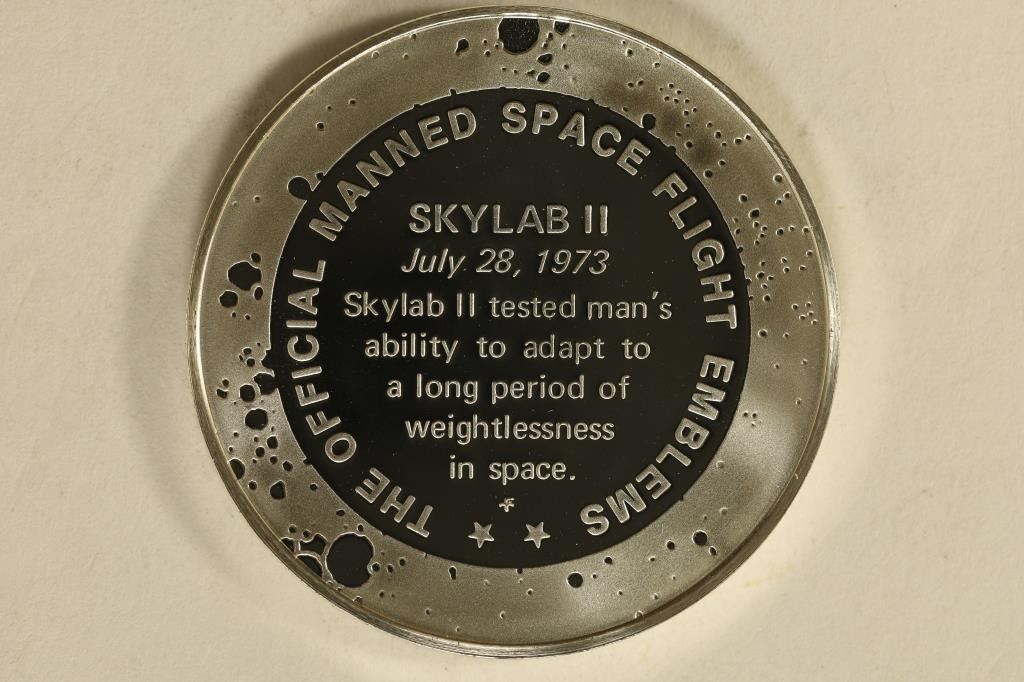 THE OFFICIAL MANNED SPACE FLIGHT EMBLEMS
SKYLAB II
July 28, 1973
Skylab II tested man's
ability to adapt to
a long period of
weightlessness
in space.